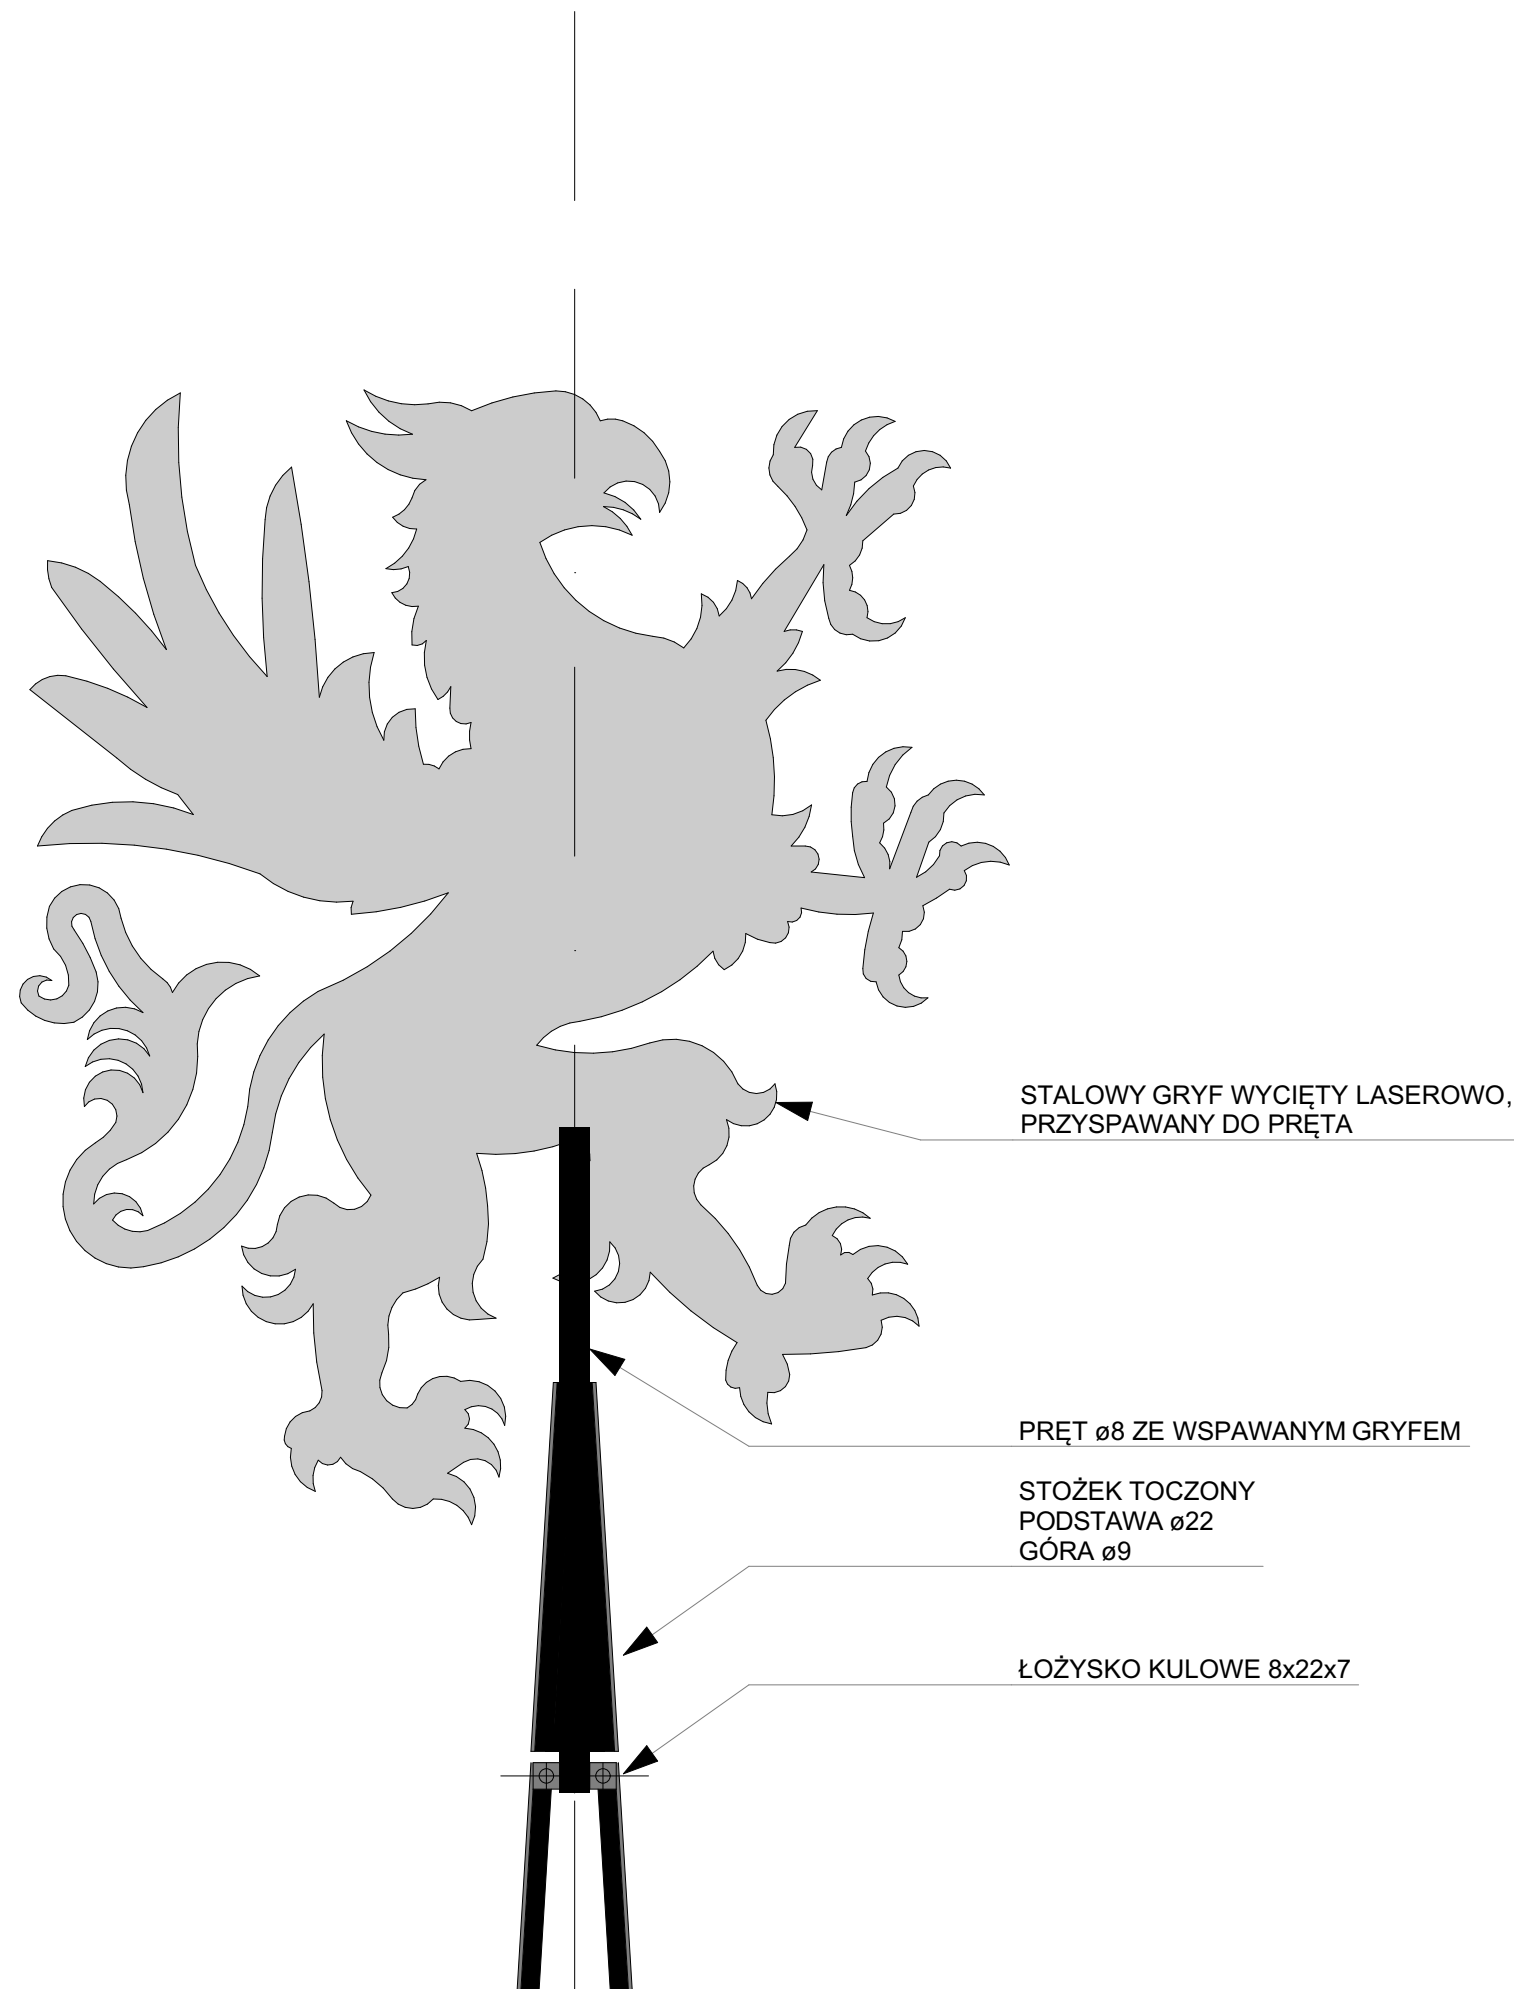 STALOWY GRYF WYCIĘTY LASEROWO,
PRZYSPAWANY DO PRĘTA
PRĘT ø8 ZE WSPAWANYM GRYFEM
STOŻEK TOCZONY
PODSTAWA ø22
GÓRA ø9
ŁOŻYSKO KULOWE 8x22x7